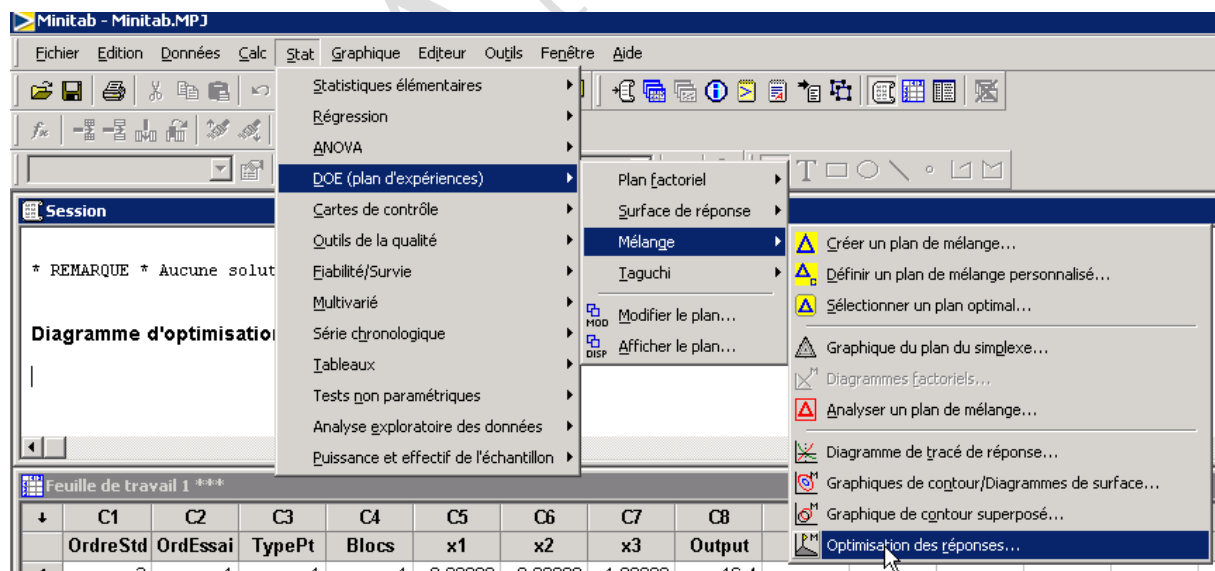 Minitab - Minitab.MPJ
Fichier Edition Données Calc Stat Graphique Editeur Outils Fenêtre Aide
Statistiques élémentaires
Régression
ANOVA
DOE (plan d'expériences)
Cartes de contrôle
Outils de la qualité
Fiabilité/Survie
Multivarié
Série chronologique
Tableaux
Tests non paramétriques
Analyse exploratoire des données
Puissance et effectif de l'échantillon
Plan factoriel
Surface de réponse
Mélange
Taguchi
Modifier le plan...
Afficher le plan...
Créer un plan de mélange...
Définir un plan de mélange personnalisé...
Sélectionner un plan optimal...
Graphique du plan du simplexe...
Diagrammes factoriels...
Analyser un plan de mélange...
Diagramme de tracé de réponse...
Graphiques de contour/Diagrammes de surface...
Graphique de contour superposé...
Optimisation des réponses...
Session
* REMARQUE * Aucune solut
Diagramme d'optimisation
Feuille de travail 1 ***
C1 C2 C3 C4 C5 C6 C7 C8
OrdreStd OrdEssai TypePt Blocs x1 x2 x3 Output